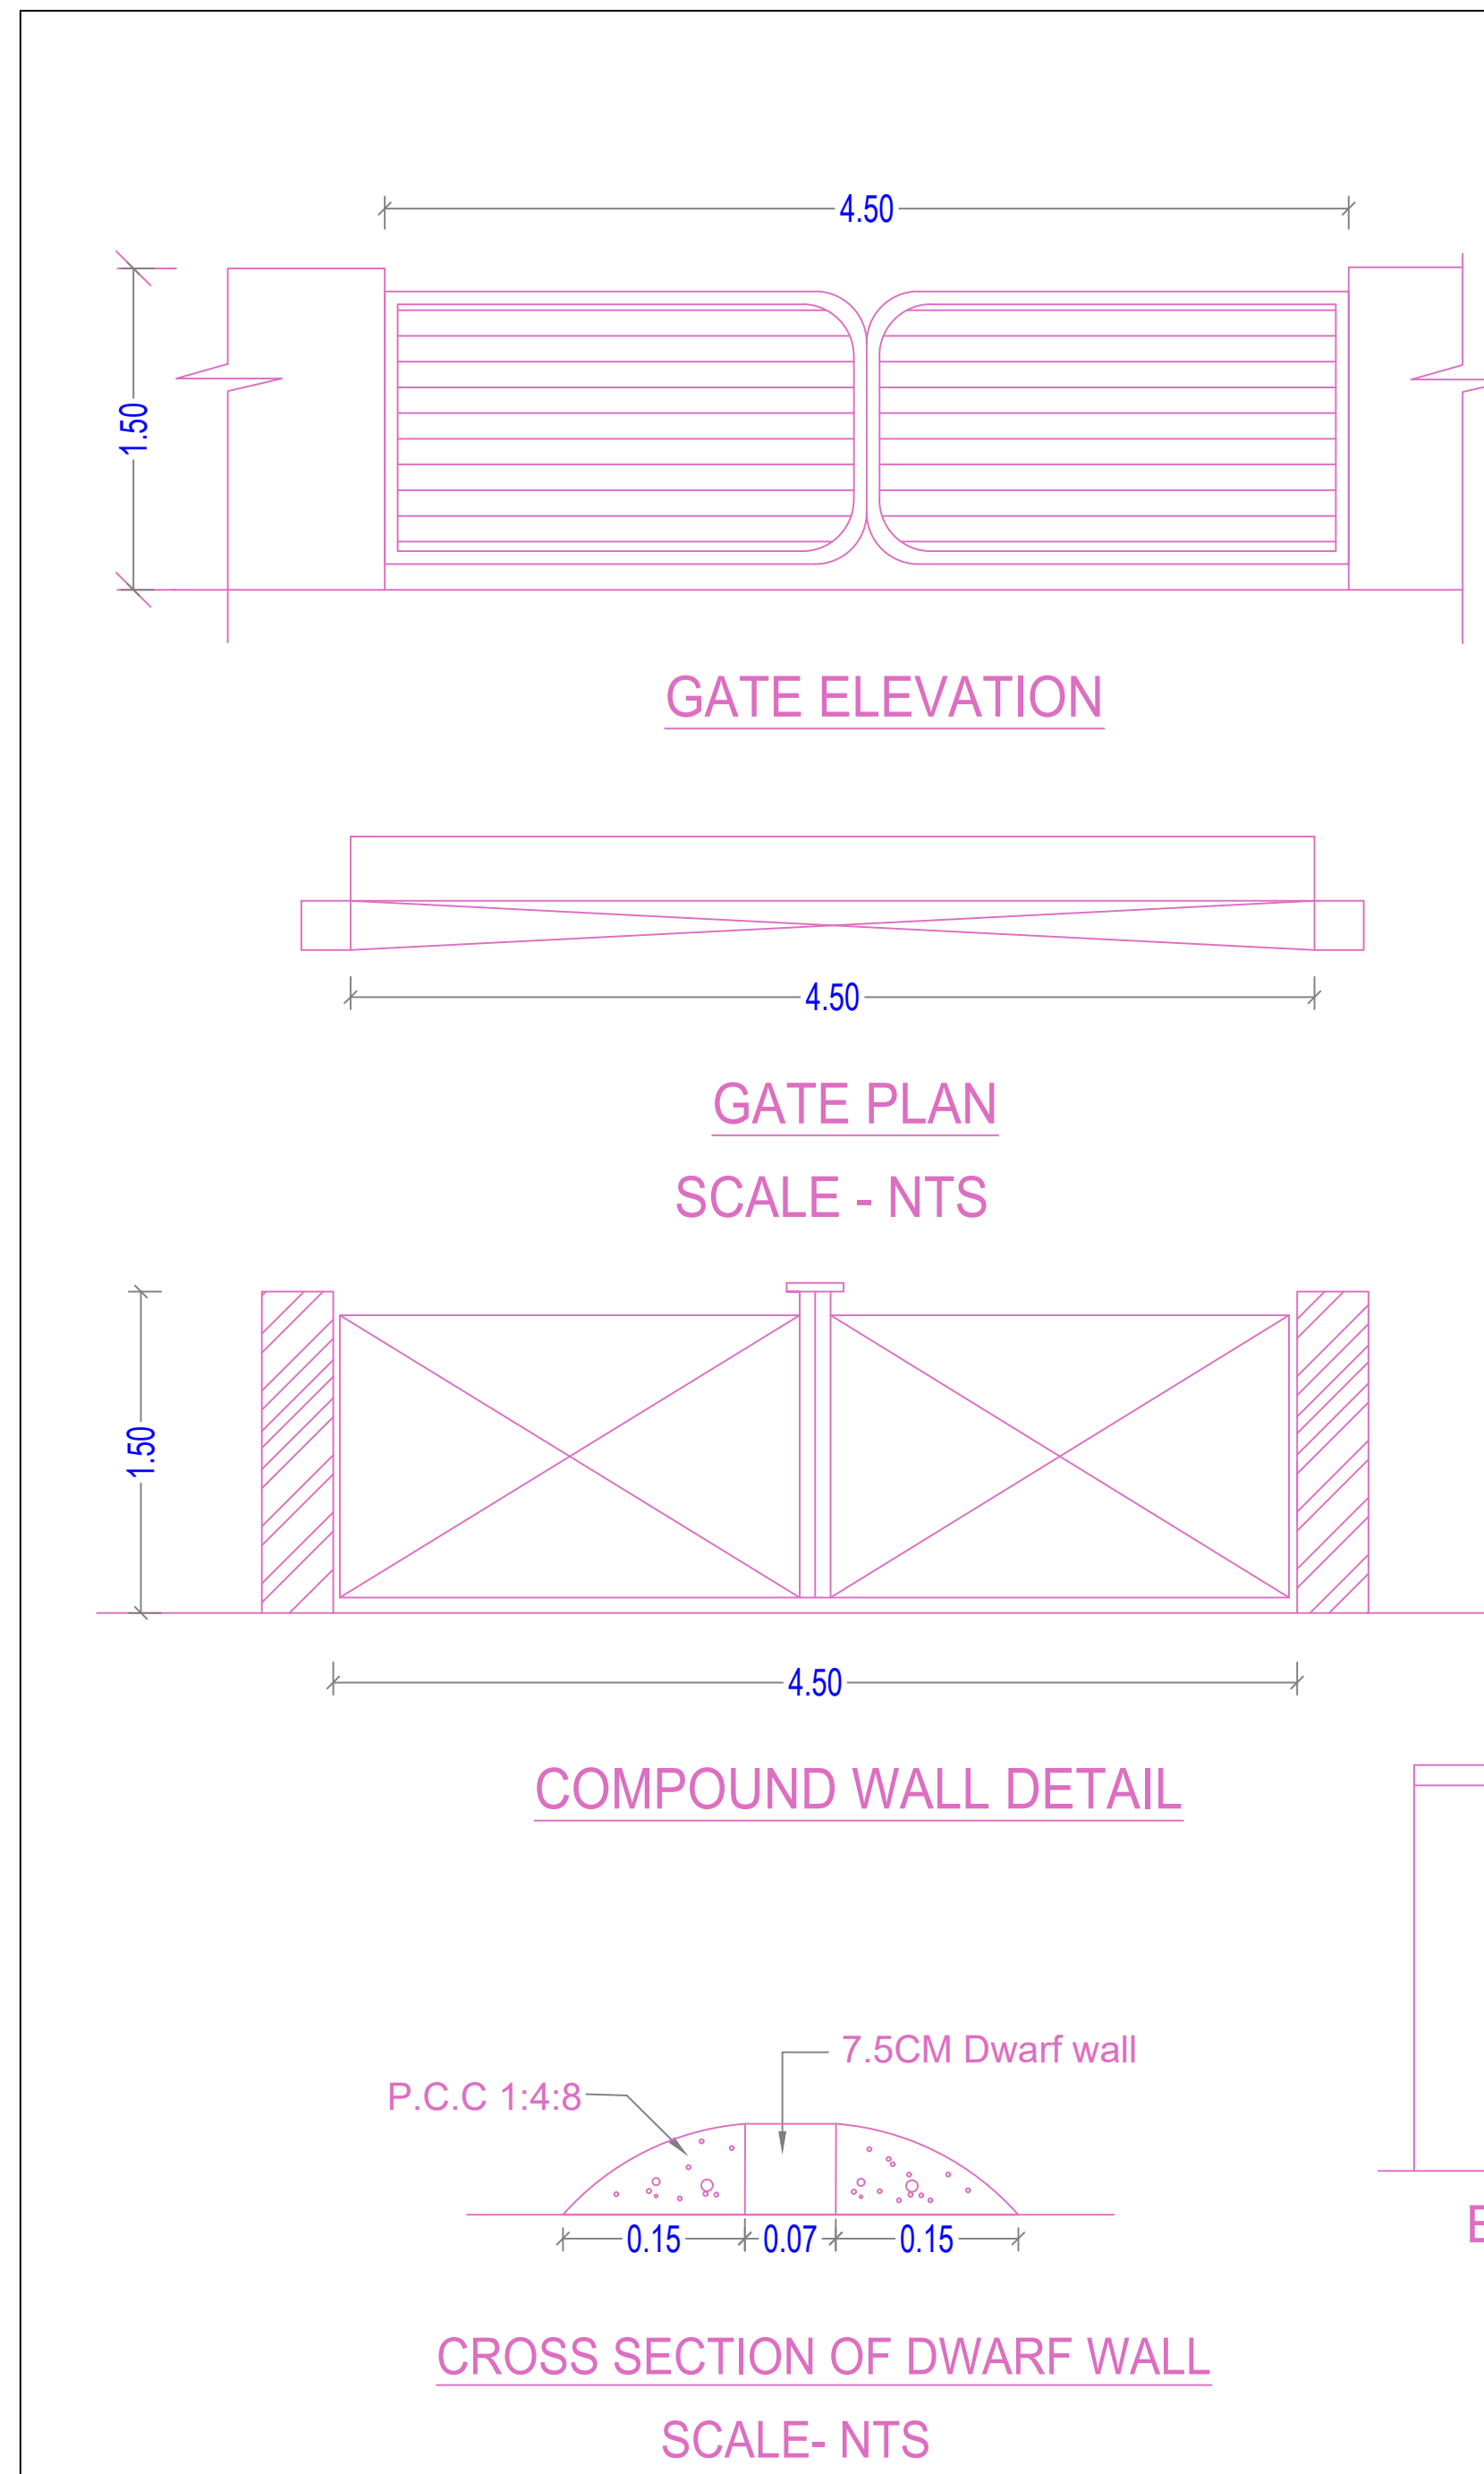 4.50
1.50
GATE ELEVATION
4.50
GATE PLAN
SCALE - NTS
1.50
4.50
COMPOUND WALL DETAIL
7.5CM Dwarf wall
P.C.C 1:4:8
0.15 0.07 0.15
CROSS SECTION OF DWARF WALL
SCALE- NTS